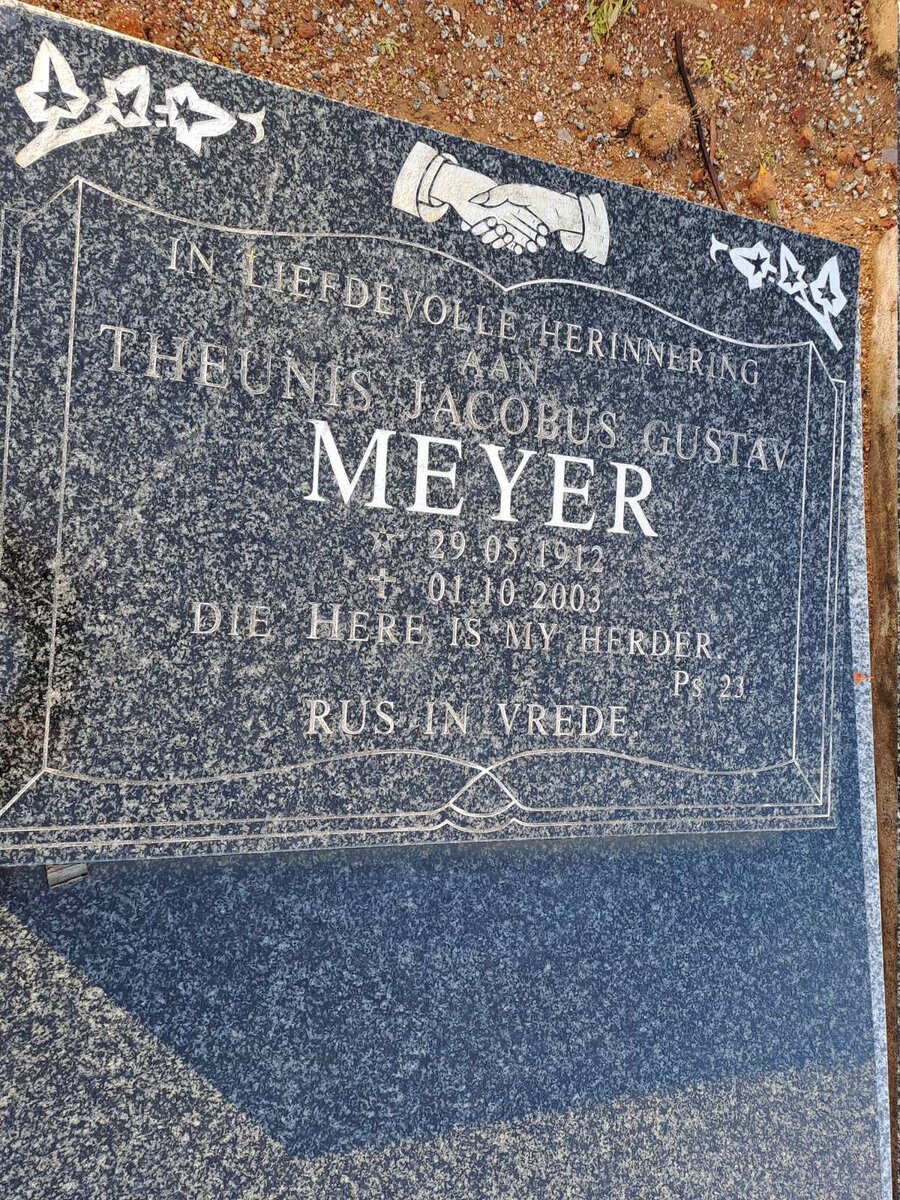 IN LIEFDEVOLLE HERINNERING
AAN
THEUNIS JACOBUS GUSTAV
MEYER
☆ 29.05.1912
✝ 01.10.2003
DIE HERE IS MY HERDER.
Ps 23
RUS IN VREDE.